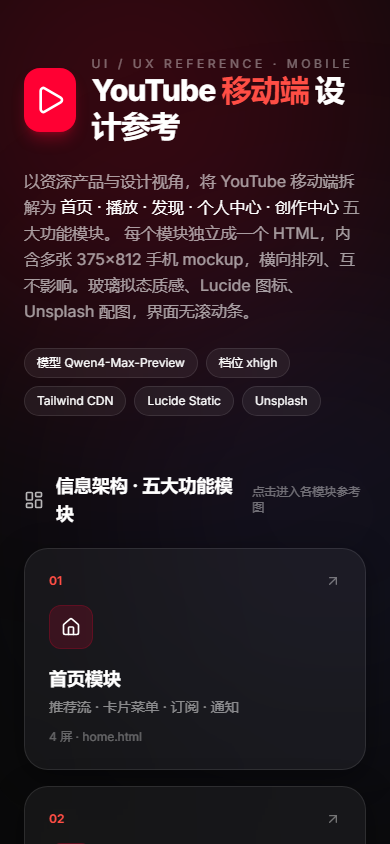 UI / UX REFERENCE · MOBILE
YouTube 移动端 设
计参考
以资深产品与设计视角，将 YouTube 移动端拆
解为 首页 · 播放 · 发现 · 个人中心 · 创作中心 五
大功能模块。 每个模块独立成一个 HTML，内
含多张 375×812 手机 mockup，横向排列、互
不影响。玻璃拟态质感、Lucide 图标、
Unsplash 配图，界面无滚动条。
模型 Qwen4-Max-Preview
档位 xhigh
Tailwind CDN
Lucide Static
Unsplash
信息架构 · 五大功能模
块
点击进入各模块参考
图
01
首页模块
推荐流 · 卡片菜单 · 订阅 · 通知
4 屏 · home.html
02